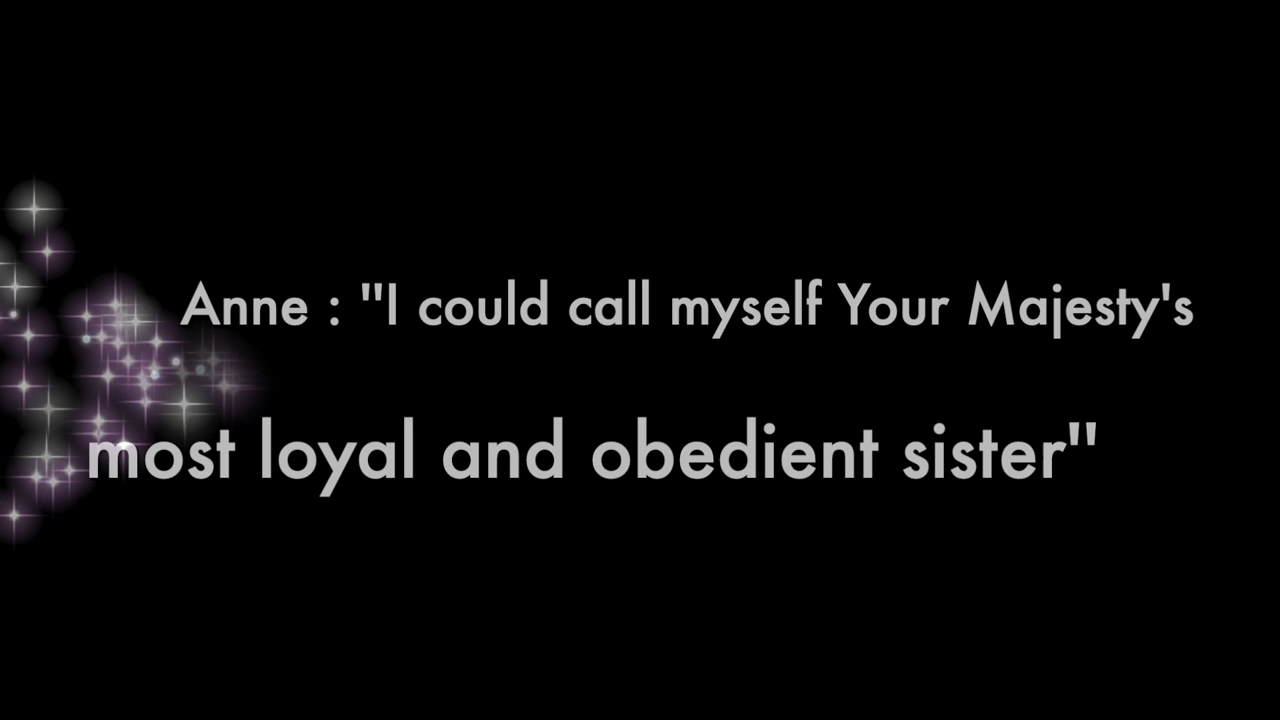 Anne : "I could call myself Your Majesty's
most loyal and obedient sister"